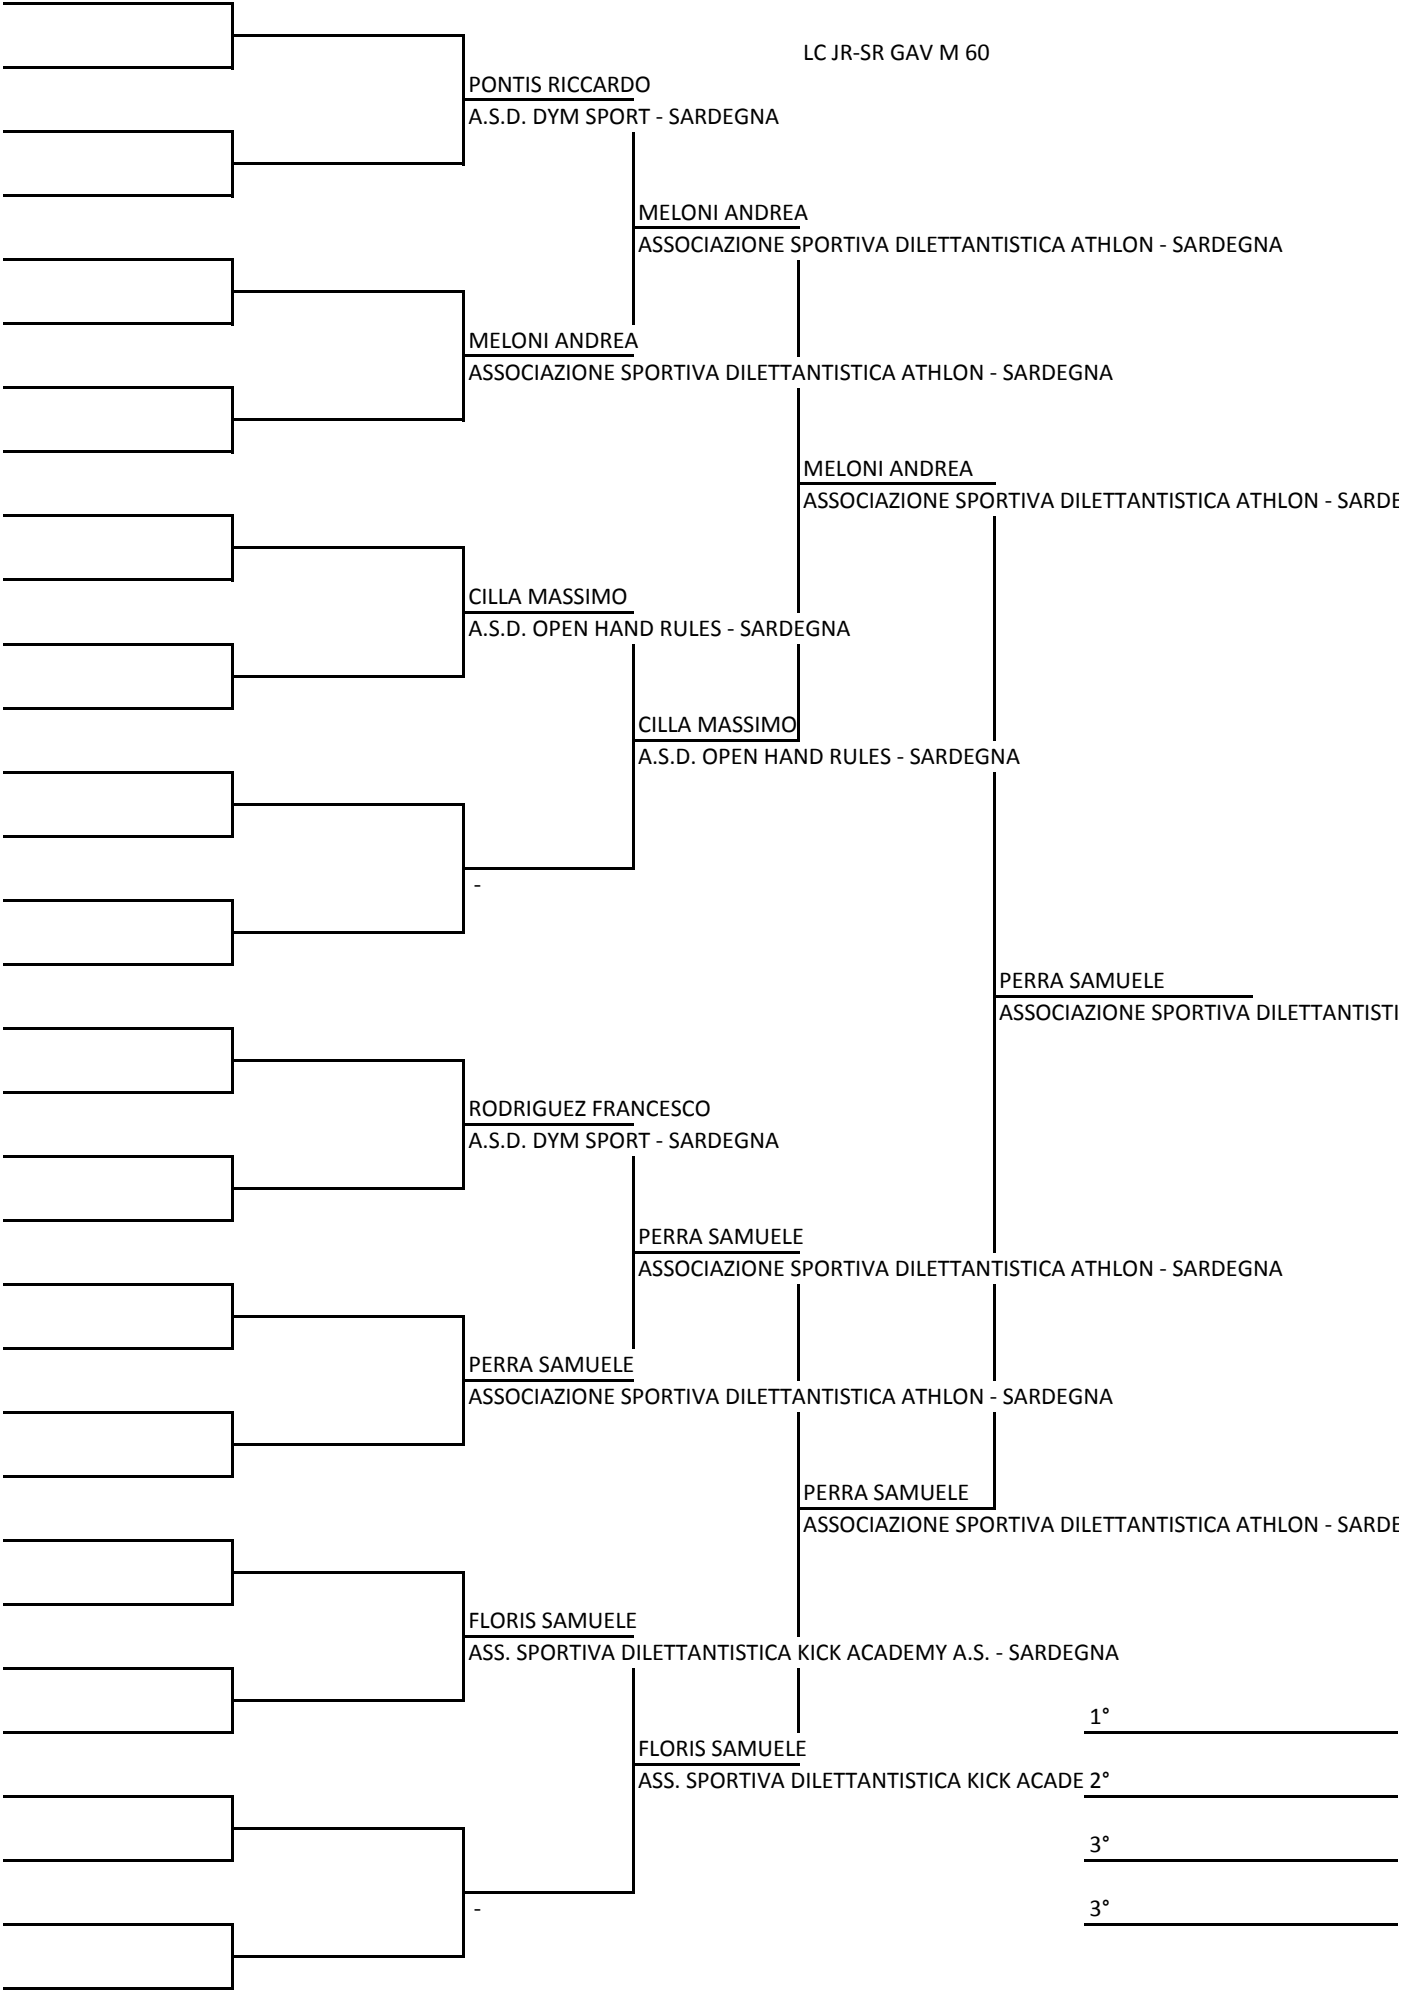 LC JR-SR GAV M 60
PONTIS RICCARDO
A.S.D. DYM SPORT - SARDEGNA
MELONI ANDREA
ASSOCIAZIONE SPORTIVA DILETTANTISTICA ATHLON - SARDEGNA
MELONI ANDREA
ASSOCIAZIONE SPORTIVA DILETTANTISTICA ATHLON - SARDEGNA
MELONI ANDREA
ASSOCIAZIONE SPORTIVA DILETTANTISTICA ATHLON - SARDE
CILLA MASSIMO
A.S.D. OPEN HAND RULES - SARDEGNA
CILLA MASSIMO
A.S.D. OPEN HAND RULES - SARDEGNA
-
PERRA SAMUELE
ASSOCIAZIONE SPORTIVA DILETTANTISTI
RODRIGUEZ FRANCESCO
A.S.D. DYM SPORT - SARDEGNA
PERRA SAMUELE
ASSOCIAZIONE SPORTIVA DILETTANTISTICA ATHLON - SARDEGNA
PERRA SAMUELE
ASSOCIAZIONE SPORTIVA DILETTANTISTICA ATHLON - SARDEGNA
PERRA SAMUELE
ASSOCIAZIONE SPORTIVA DILETTANTISTICA ATHLON - SARDE
FLORIS SAMUELE
ASS. SPORTIVA DILETTANTISTICA KICK ACADEMY A.S. - SARDEGNA
1°
FLORIS SAMUELE
ASS. SPORTIVA DILETTANTISTICA KICK ACADE 2°
3°
-
3°